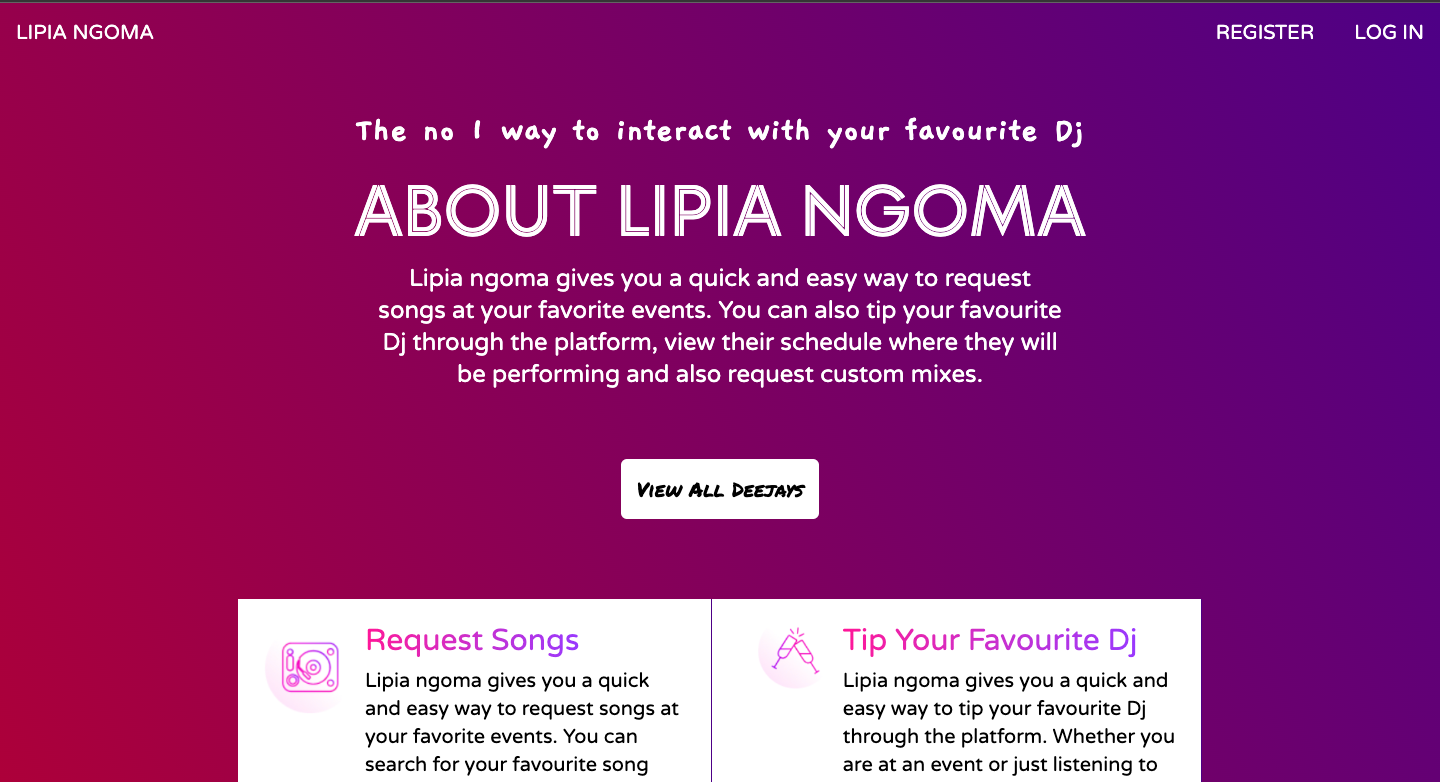 LIPIA NGOMA
REGISTER
LOG IN
The no 1 way to interact with your favourite Dj
ABOUT LIPIA NGOMA
Lipia ngoma gives you a quick and easy way to request
songs at your favorite events. You can also tip your favourite
Dj through the platform, view their schedule where they will
be performing and also request custom mixes.
View All Deejays
Request Songs
Lipia ngoma gives you a quick
and easy way to request songs at
your favorite events. You can
search for your favourite song
Tip Your Favourite Dj
Lipia ngoma gives you a quick and
easy way to tip your favourite Dj
through the platform. Whether you
are at an event or just listening to